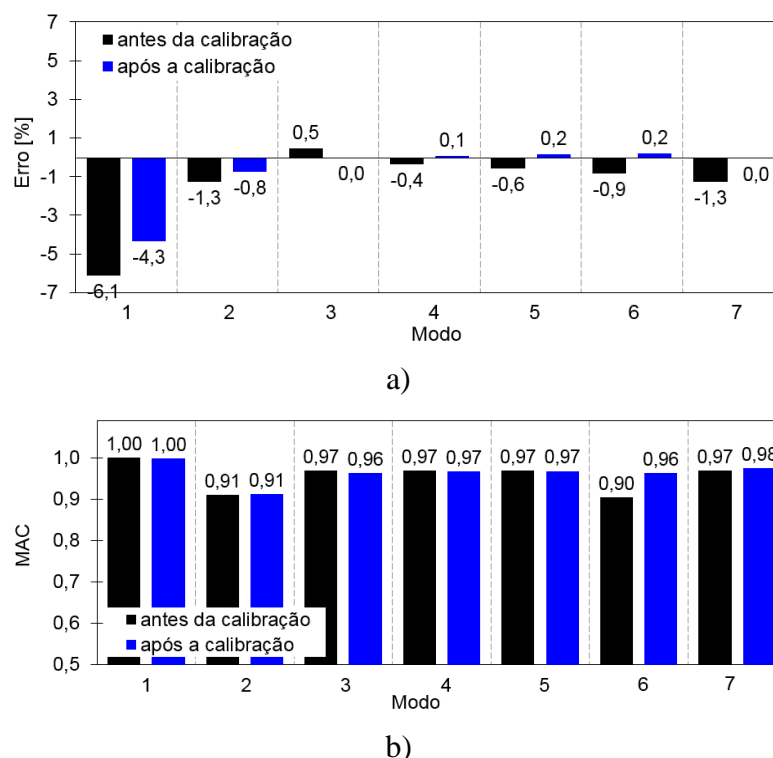 7
5
3
1
-1
-3
-5
-7
Erro [%]
antes da calibração
após a calibração
-6,1
-4,3
-1,3
-0,8
0,5
0,0
-0,4
0,1
-0,6
0,2
-0,9
0,2
-1,3
0,0
1 2 3 4 5 6 7
Modo
a)
1,0
0,9
0,8
0,7
0,6
0,5
MAC
1,00 1,00
0,91 0,91
0,97 0,96
0,97 0,97
0,97 0,97
0,90 0,96
0,97 0,98
antes da calibração
após a calibração
1 2 3 4 5 6 7
Modo
b)